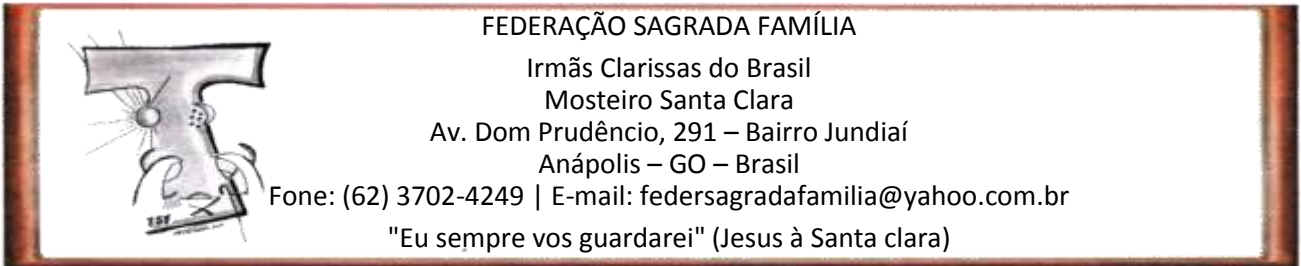 FEDERAÇÃO SAGRADA FAMÍLIA
Irmãs Clarissas do Brasil
Mosteiro Santa Clara
Av. Dom Prudêncio, 291 – Bairro Jundiaí
Anápolis – GO – Brasil
Fone: (62) 3702-4249 | E-mail: federsagradafamilia@yahoo.com.br
"Eu sempre vos guardarei" (Jesus à Santa clara)